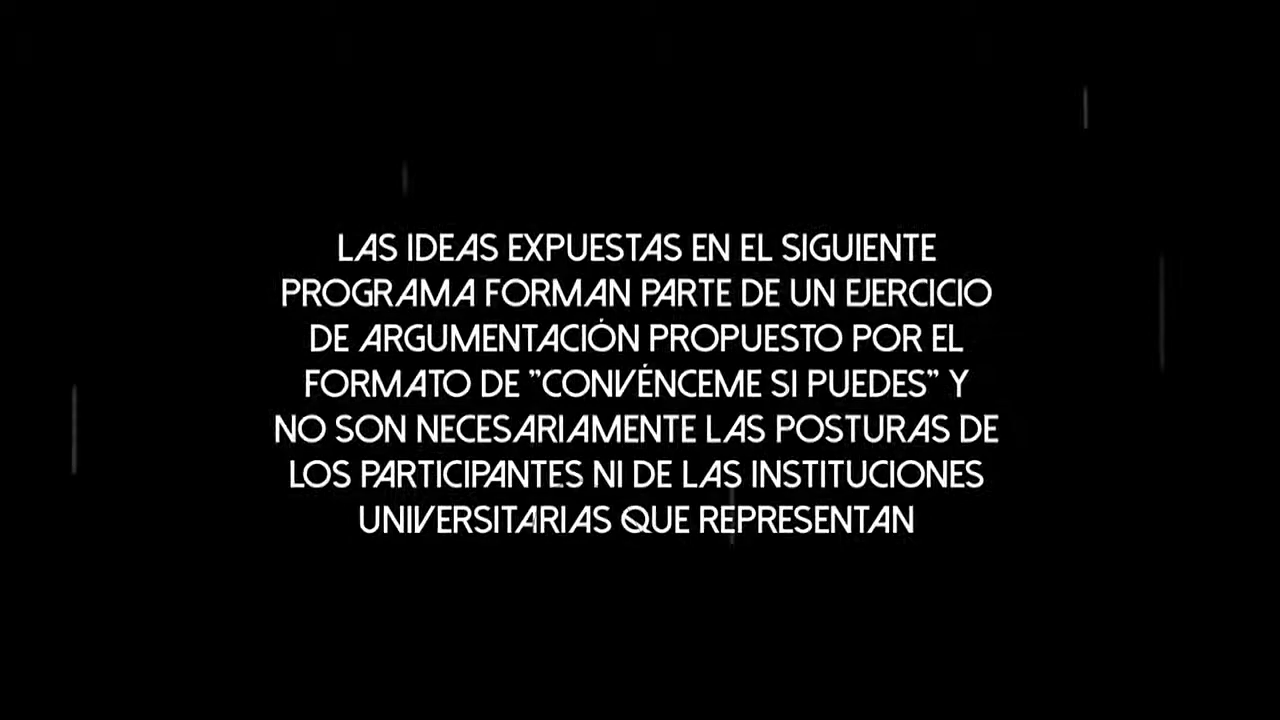 LAS IDEAS EXPUESTAS EN EL SIGUIENTE
PROGRAMA FORMAN PARTE DE UN EJERCICIO
DE ARGUMENTACIÓN PROPUESTO POR EL
FORMATO DE "CONVÉNCEME SI PUEDES" Y
NO SON NECESARIAMENTE LAS POSTURAS DE
LOS PARTICIPANTES NI DE LAS INSTITUCIONES
UNIVERSITARIAS QUE REPRESENTAN